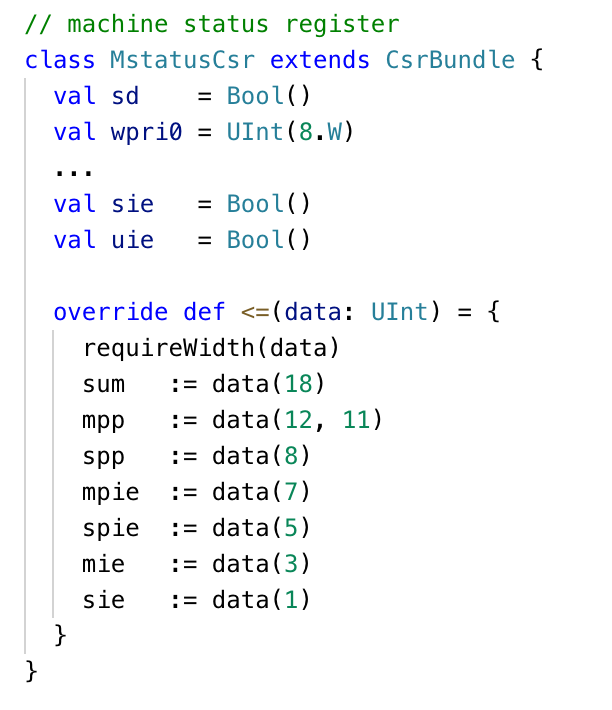 // machine status register
class MstatusCsr extends CsrBundle {
  val sd    = Bool()
  val wpri0 = UInt(8.W)
  ...
  val sie   = Bool()
  val uie   = Bool()

  override def <=(data: UInt) = {
    requireWidth(data)
    sum   := data(18)
    mpp   := data(12, 11)
    spp   := data(8)
    mpie  := data(7)
    spie  := data(5)
    mie   := data(3)
    sie   := data(1)
  }
}